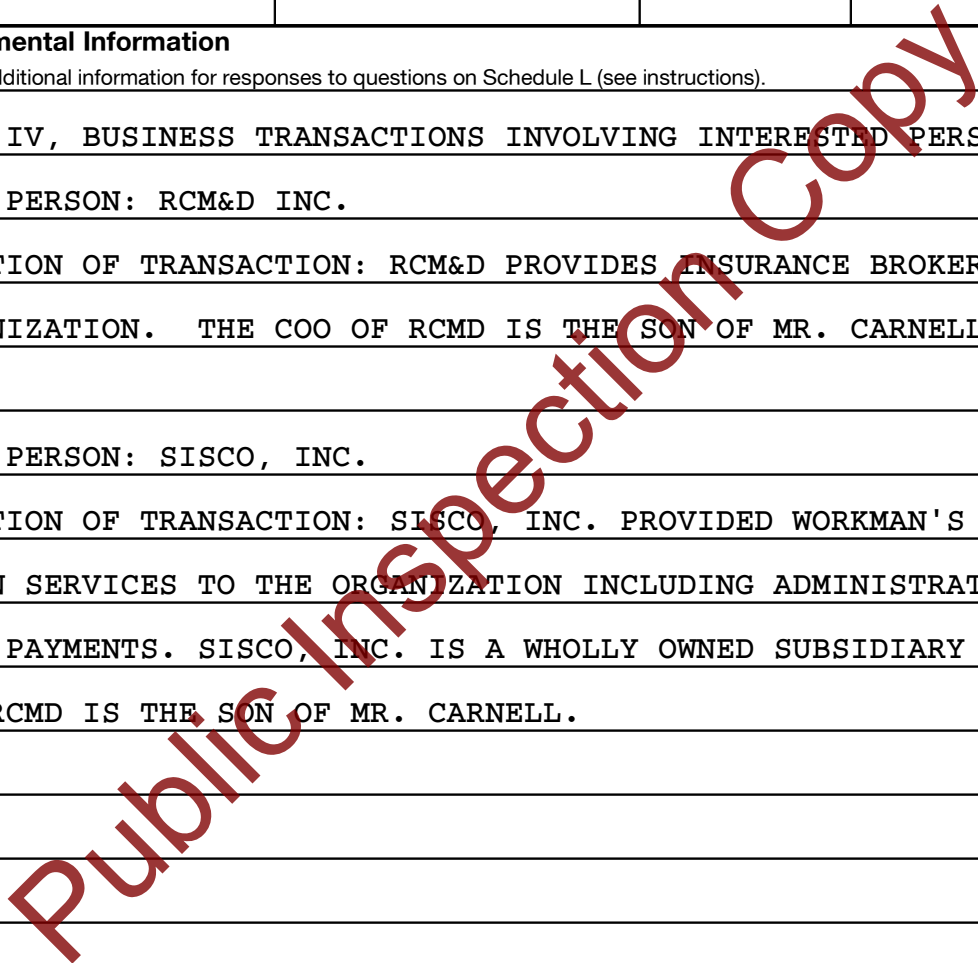 mental Information
dditional information for responses to questions on Schedule L (see instructions).
IV, BUSINESS TRANSACTIONS INVOLVING INTERESTED PERS
PERSON: RCM&D INC.
TION OF TRANSACTION: RCM&D PROVIDES INSURANCE BROKER
NIZATION. THE COO OF RCMD IS THE SON OF MR. CARNELL
PERSON: SISCO, INC.
TION OF TRANSACTION: SISCO, INC. PROVIDED WORKMAN'S
N SERVICES TO THE ORGANIZATION INCLUDING ADMINISTRAT
PAYMENTS. SISCO, INC. IS A WHOLLY OWNED SUBSIDIARY
RCMD IS THE SON OF MR. CARNELL.
Public Inspection Copy